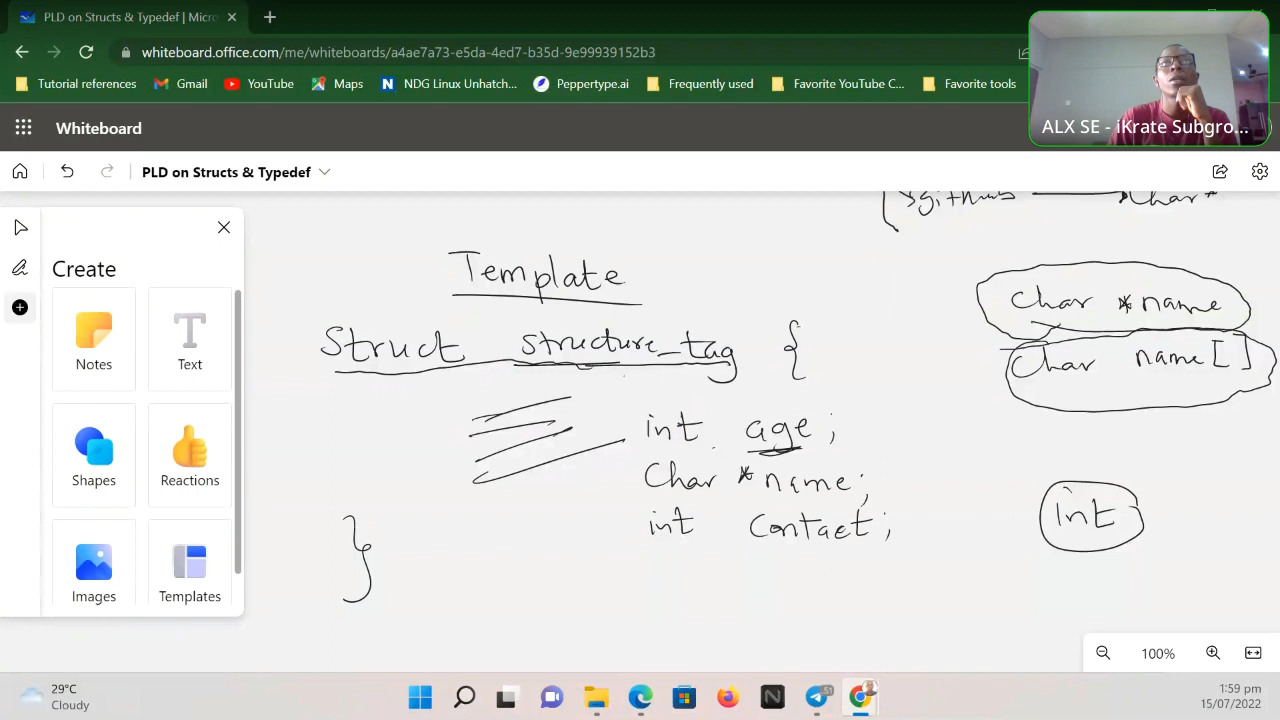 PLD on Structs & Typedef | Micro
whiteboard.office.com/me/whiteboards/a4ae7a73-e5da-4ed7-b35d-9e99939152b3
Tutorial references Gmail YouTube Maps NDG Linux Unhatch... Peppertype.ai Frequently used Favorite YouTube C... Favorite tools
ALX SE - iKrate Subgro...
Whiteboard
PLD on Structs & Typedef
github char*
Create
Notes Text
Shapes Reactions
Images Templates
Template
Struct structure_tag {
int age;
Char *name;
int Contact;
}
char *name
Char name[]
int
100%
29°C
Cloudy
51
1:59 pm
15/07/2022